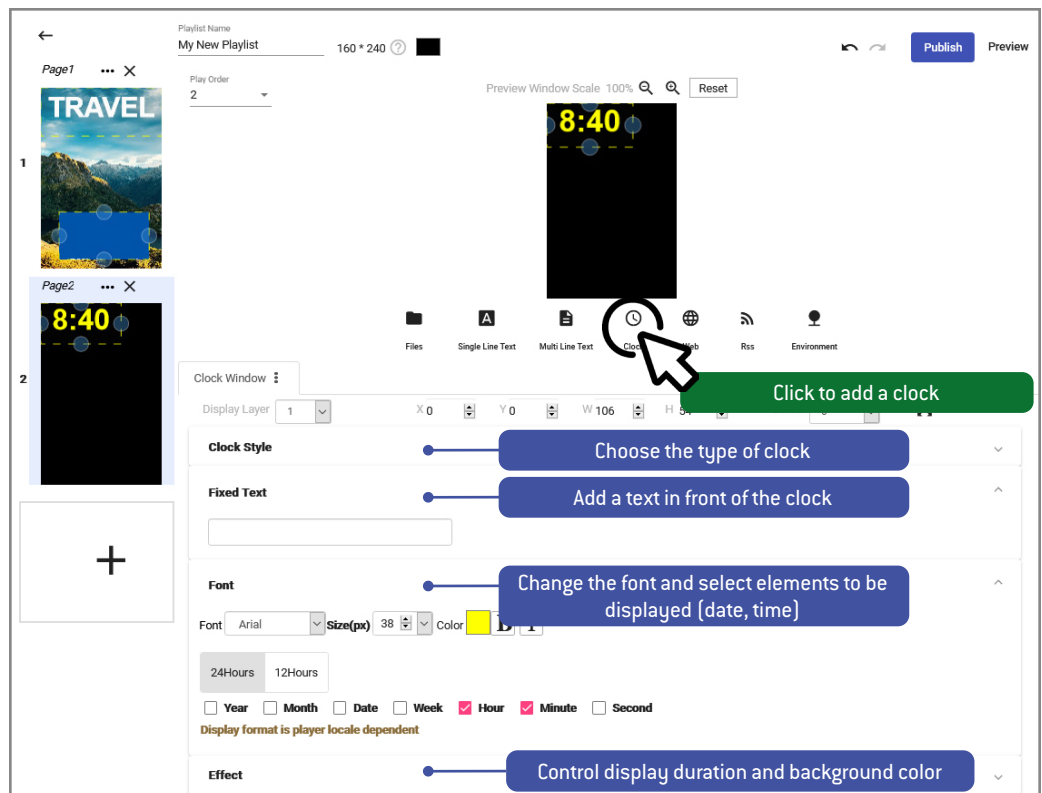 Playlist Name
My New Playlist
160 * 240
Publish
Preview
Page1
TRAVEL
1
Play Order
2
Preview Window Scale 100%
Reset
8:40
Page2
8:40
2
Files
Single Line Text
Multi Line Text
Clock
Web
Rss
Environment
Click to add a clock
Clock Window
Display Layer 1
X 0
Y 0
W 106
H 54
Clock Style
Choose the type of clock
Fixed Text
Add a text in front of the clock
Font
Change the font and select elements to be
displayed (date, time)
Font Arial Size(px) 38 Color B
24Hours 12Hours
Year Month Date Week Hour Minute Second
Display format is player locale dependent
Effect
Control display duration and background color